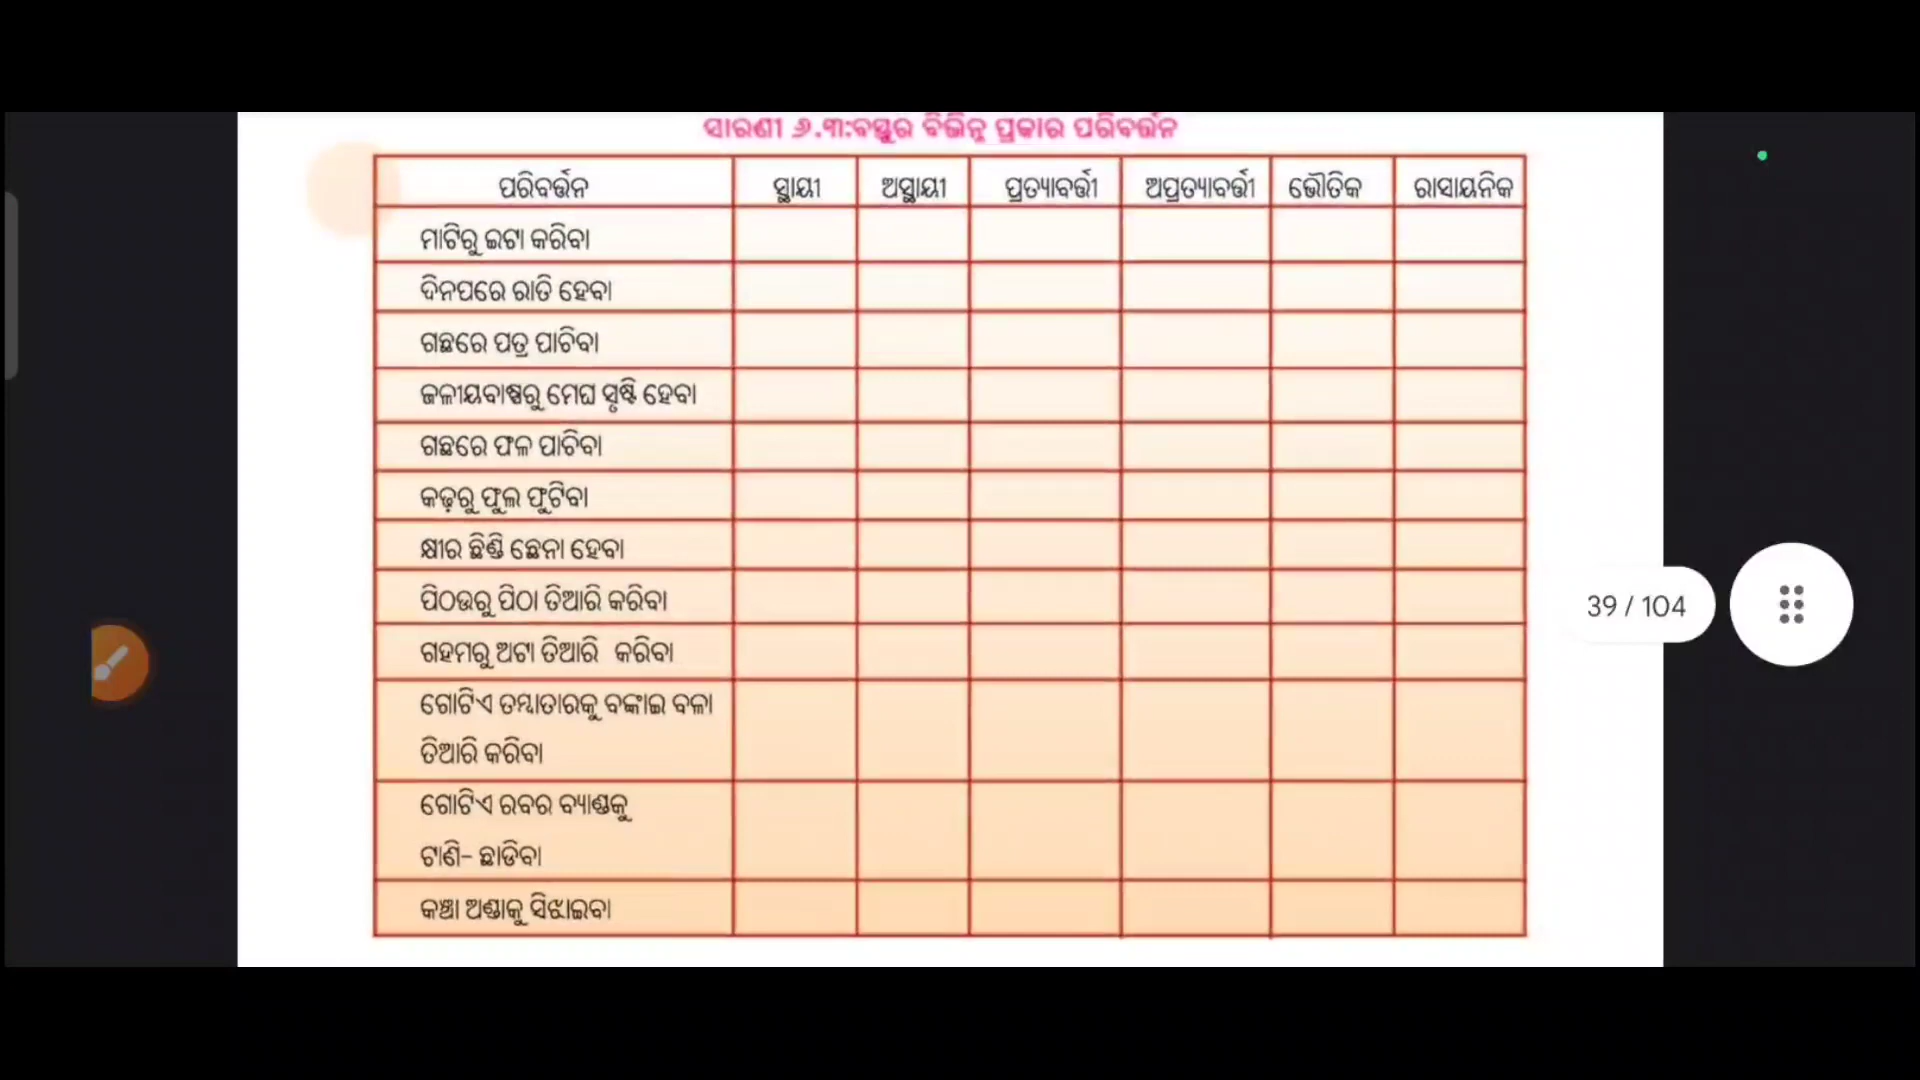 ସାରଣୀ ୬.୩:ବସ୍ତୁର ବିଭିନ୍ନ ପ୍ରକାର ପରିବର୍ତ୍ତନ
ପରିବର୍ତ୍ତନ ସ୍ଥାୟୀ ଅସ୍ଥାୟୀ ପ୍ରତ୍ୟାବର୍ତ୍ତୀ ଅପ୍ରତ୍ୟାବର୍ତ୍ତୀ ଭୌତିକ ରାସାୟନିକ
ମାଟିରୁ ଇଟା କରିବା
ଦିନପରେ ରାତି ହେବା
ଗଛରେ ପତ୍ର ପାଚିବା
ଜଳୀୟବାଷ୍ପରୁ ମେଘ ସୃଷ୍ଟି ହେବା
ଗଛରେ ଫଳ ପାଚିବା
କଢ଼ରୁ ଫୁଲ ଫୁଟିବା
କ୍ଷୀର ଛିଣ୍ଡି ଛେନା ହେବା
ପିଠଉରୁ ପିଠା ତିଆରି କରିବା
ଗହମରୁ ଅଟା ତିଆରି କରିବା
ଗୋଟିଏ ତମ୍ବାତାରକୁ ବଙ୍କାଇ ବଳା
ତିଆରି କରିବା
ଗୋଟିଏ ରବର ବ୍ୟାଣ୍ଡକୁ
ଟାଣି- ଛାଡିବା
କଞ୍ଚା ଅଣ୍ଡାକୁ ସିଝାଇବା
39 / 104